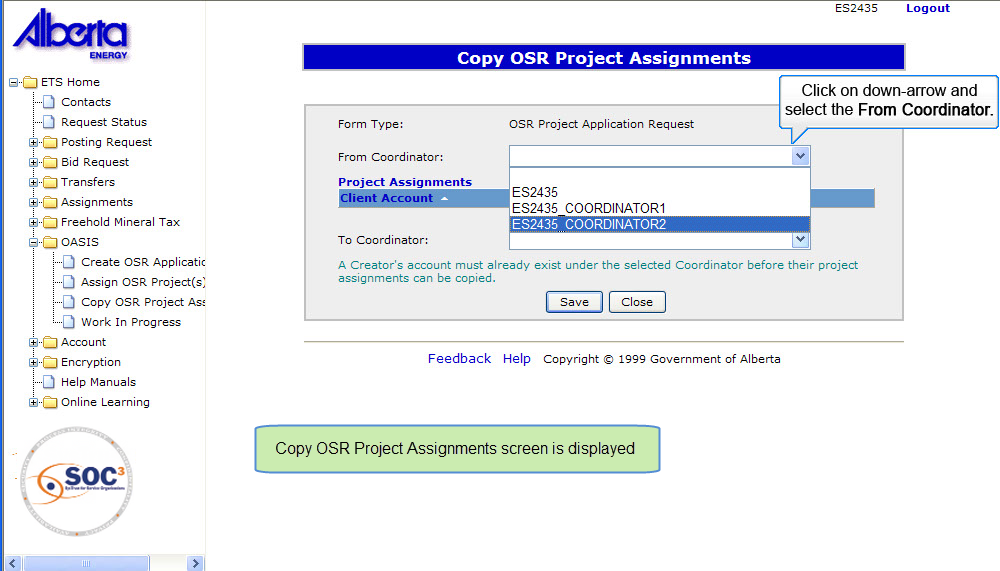 ES2435 Logout
Alberta
ENERGY
Copy OSR Project Assignments
Click on down-arrow and
select the From Coordinator.
ETS Home
Contacts
Request Status
Posting Request
Bid Request
Transfers
Assignments
Freehold Mineral Tax
OASIS
Create OSR Applicatic
Assign OSR Project(s)
Copy OSR Project Ass
Work In Progress
Account
Encryption
Help Manuals
Online Learning
Form Type: OSR Project Application Request
From Coordinator:
ES2435
ES2435_COORDINATOR1
ES2435_COORDINATOR2
Project Assignments
Client Account
To Coordinator:
A Creator's account must already exist under the selected Coordinator before their project
assignments can be copied.
Save Close
Feedback Help Copyright © 1999 Government of Alberta
Copy OSR Project Assignments screen is displayed
SOC3